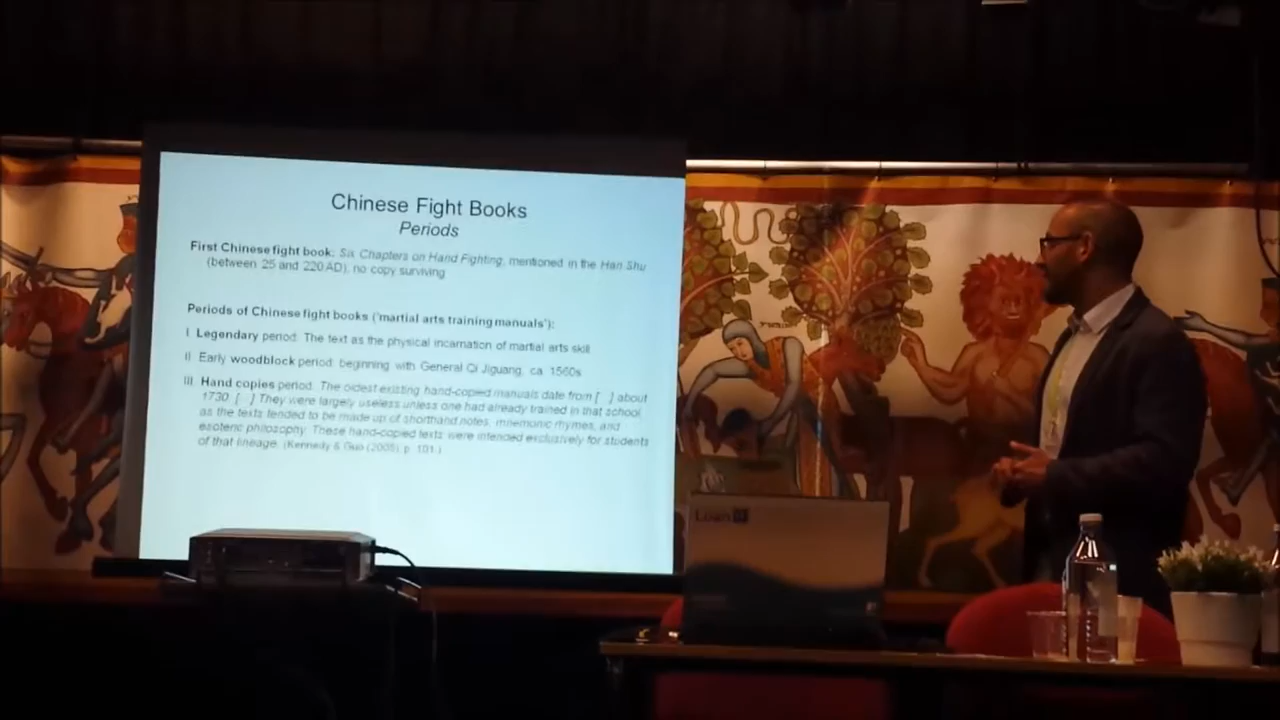 Chinese Fight Books
Periods
First Chinese fight book: Six Chapters on Hand Fighting, mentioned in the Han Shu
(between 25 and 220 AD), no copy surviving
Periods of Chinese fight books ('martial arts training manuals'):
I. Legendary period: The text as the physical incarnation of martial arts skill
II. Early woodblock period: beginning with General Qi Jiguang, ca. 1560s
III. Hand copies period: The oldest existing hand-copied manuals date from [...] about
1730. [...] They were largely useless unless one had already trained in that school
as the texts tended to be made up of shorthand notes, mnemonic rhymes, and
esoteric philosophy. These hand-copied texts were intended exclusively for students
of that lineage. (Kennedy & Guo (2005), p. 101.)